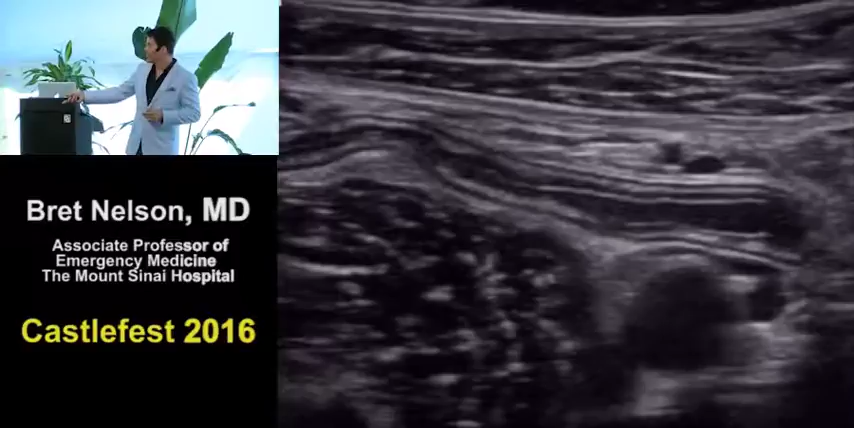 Bret Nelson, MD
Associate Professor of
Emergency Medicine
The Mount Sinai Hospital
Castlefest 2016